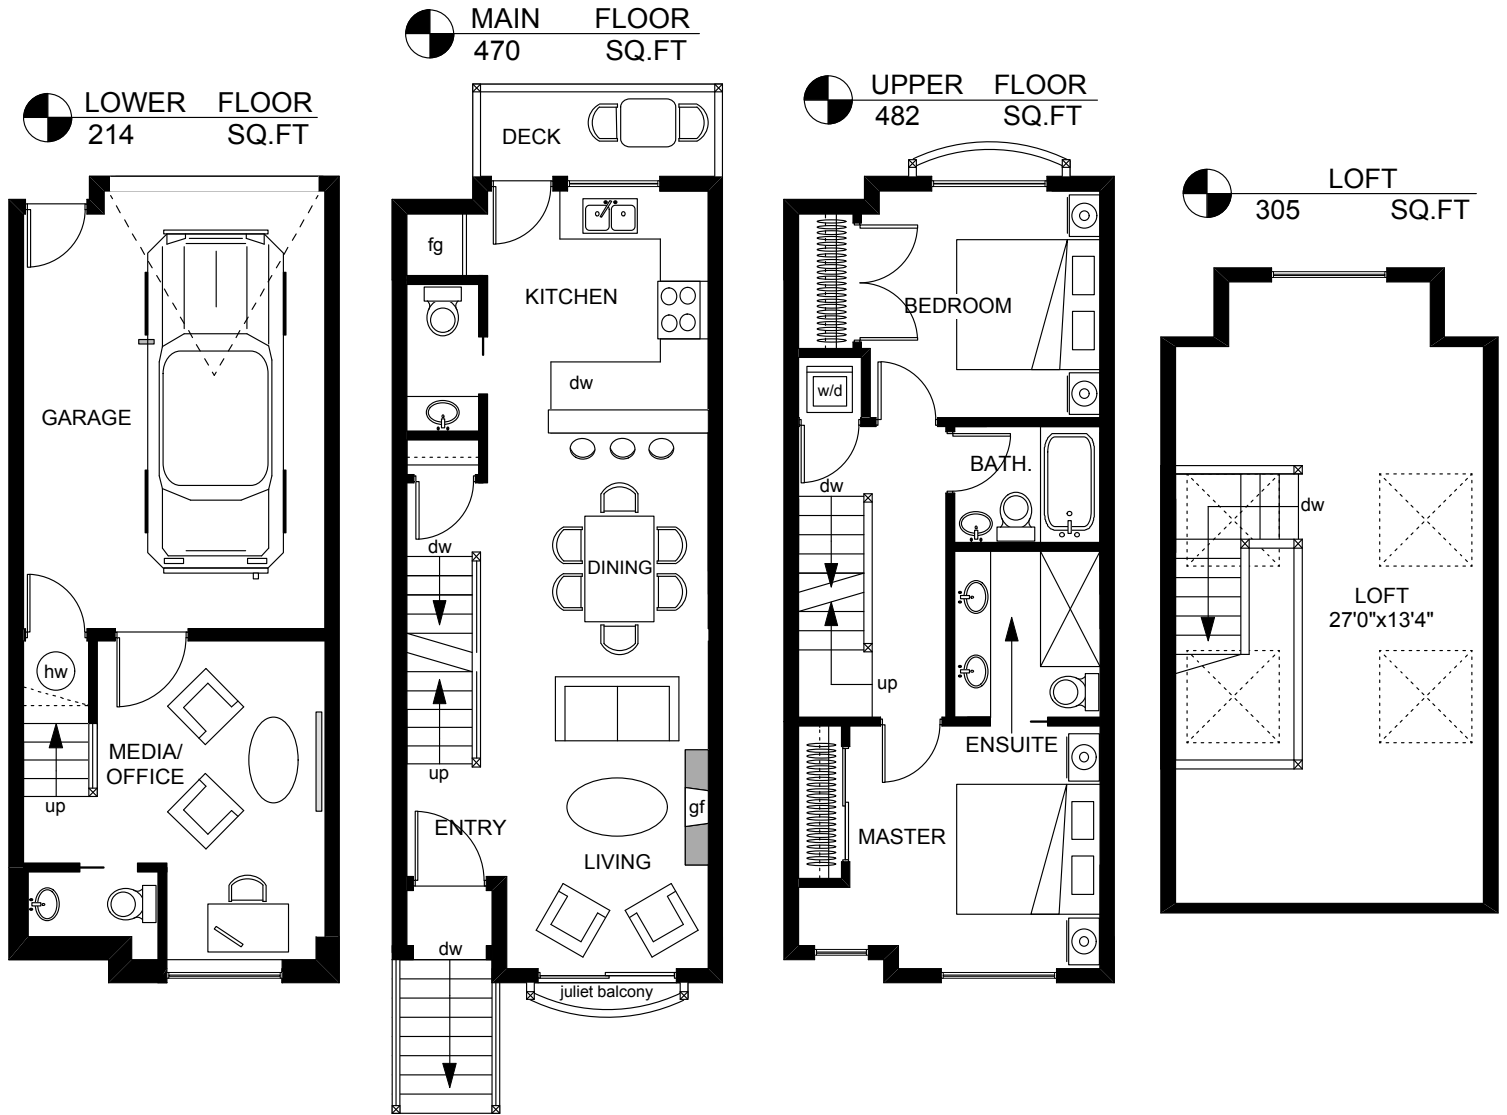 LOWER FLOOR
214 SQ.FT
GARAGE
hw
MEDIA/
OFFICE
up
MAIN FLOOR
470 SQ.FT
DECK
fg
KITCHEN
dw
dw
DINING
up
gf
ENTRY
LIVING
dw
juliet balcony
UPPER FLOOR
482 SQ.FT
BEDROOM
w/d
BATH.
dw
up
ENSUITE
MASTER
LOFT
305 SQ.FT
dw
LOFT
27'0"x13'4"